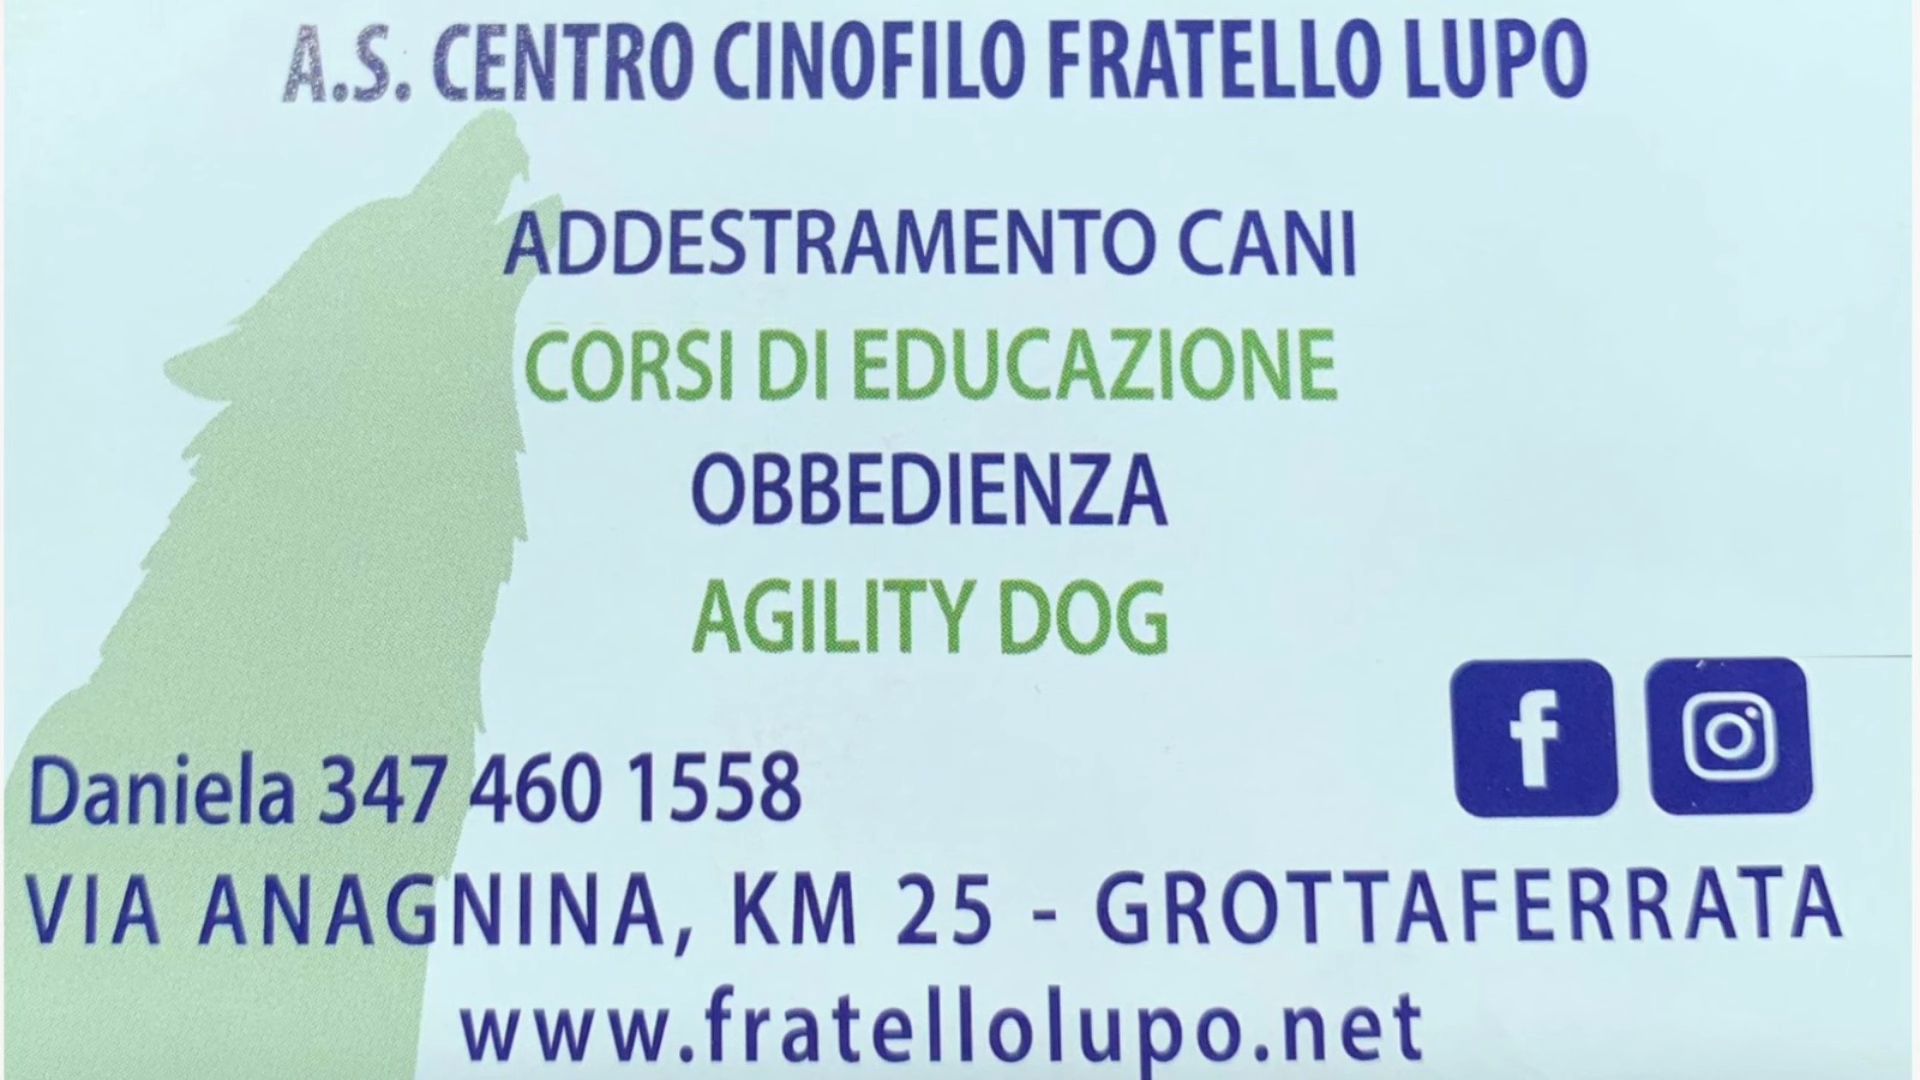 A.S. CENTRO CINOFILO FRATELLO LUPO
ADDESTRAMENTO CANI
CORSI DI EDUCAZIONE
OBBEDIENZA
AGILITY DOG
Daniela 347 460 1558
VIA ANAGNINA, KM 25 - GROTTAFERRATA
www.fratellolupo.net